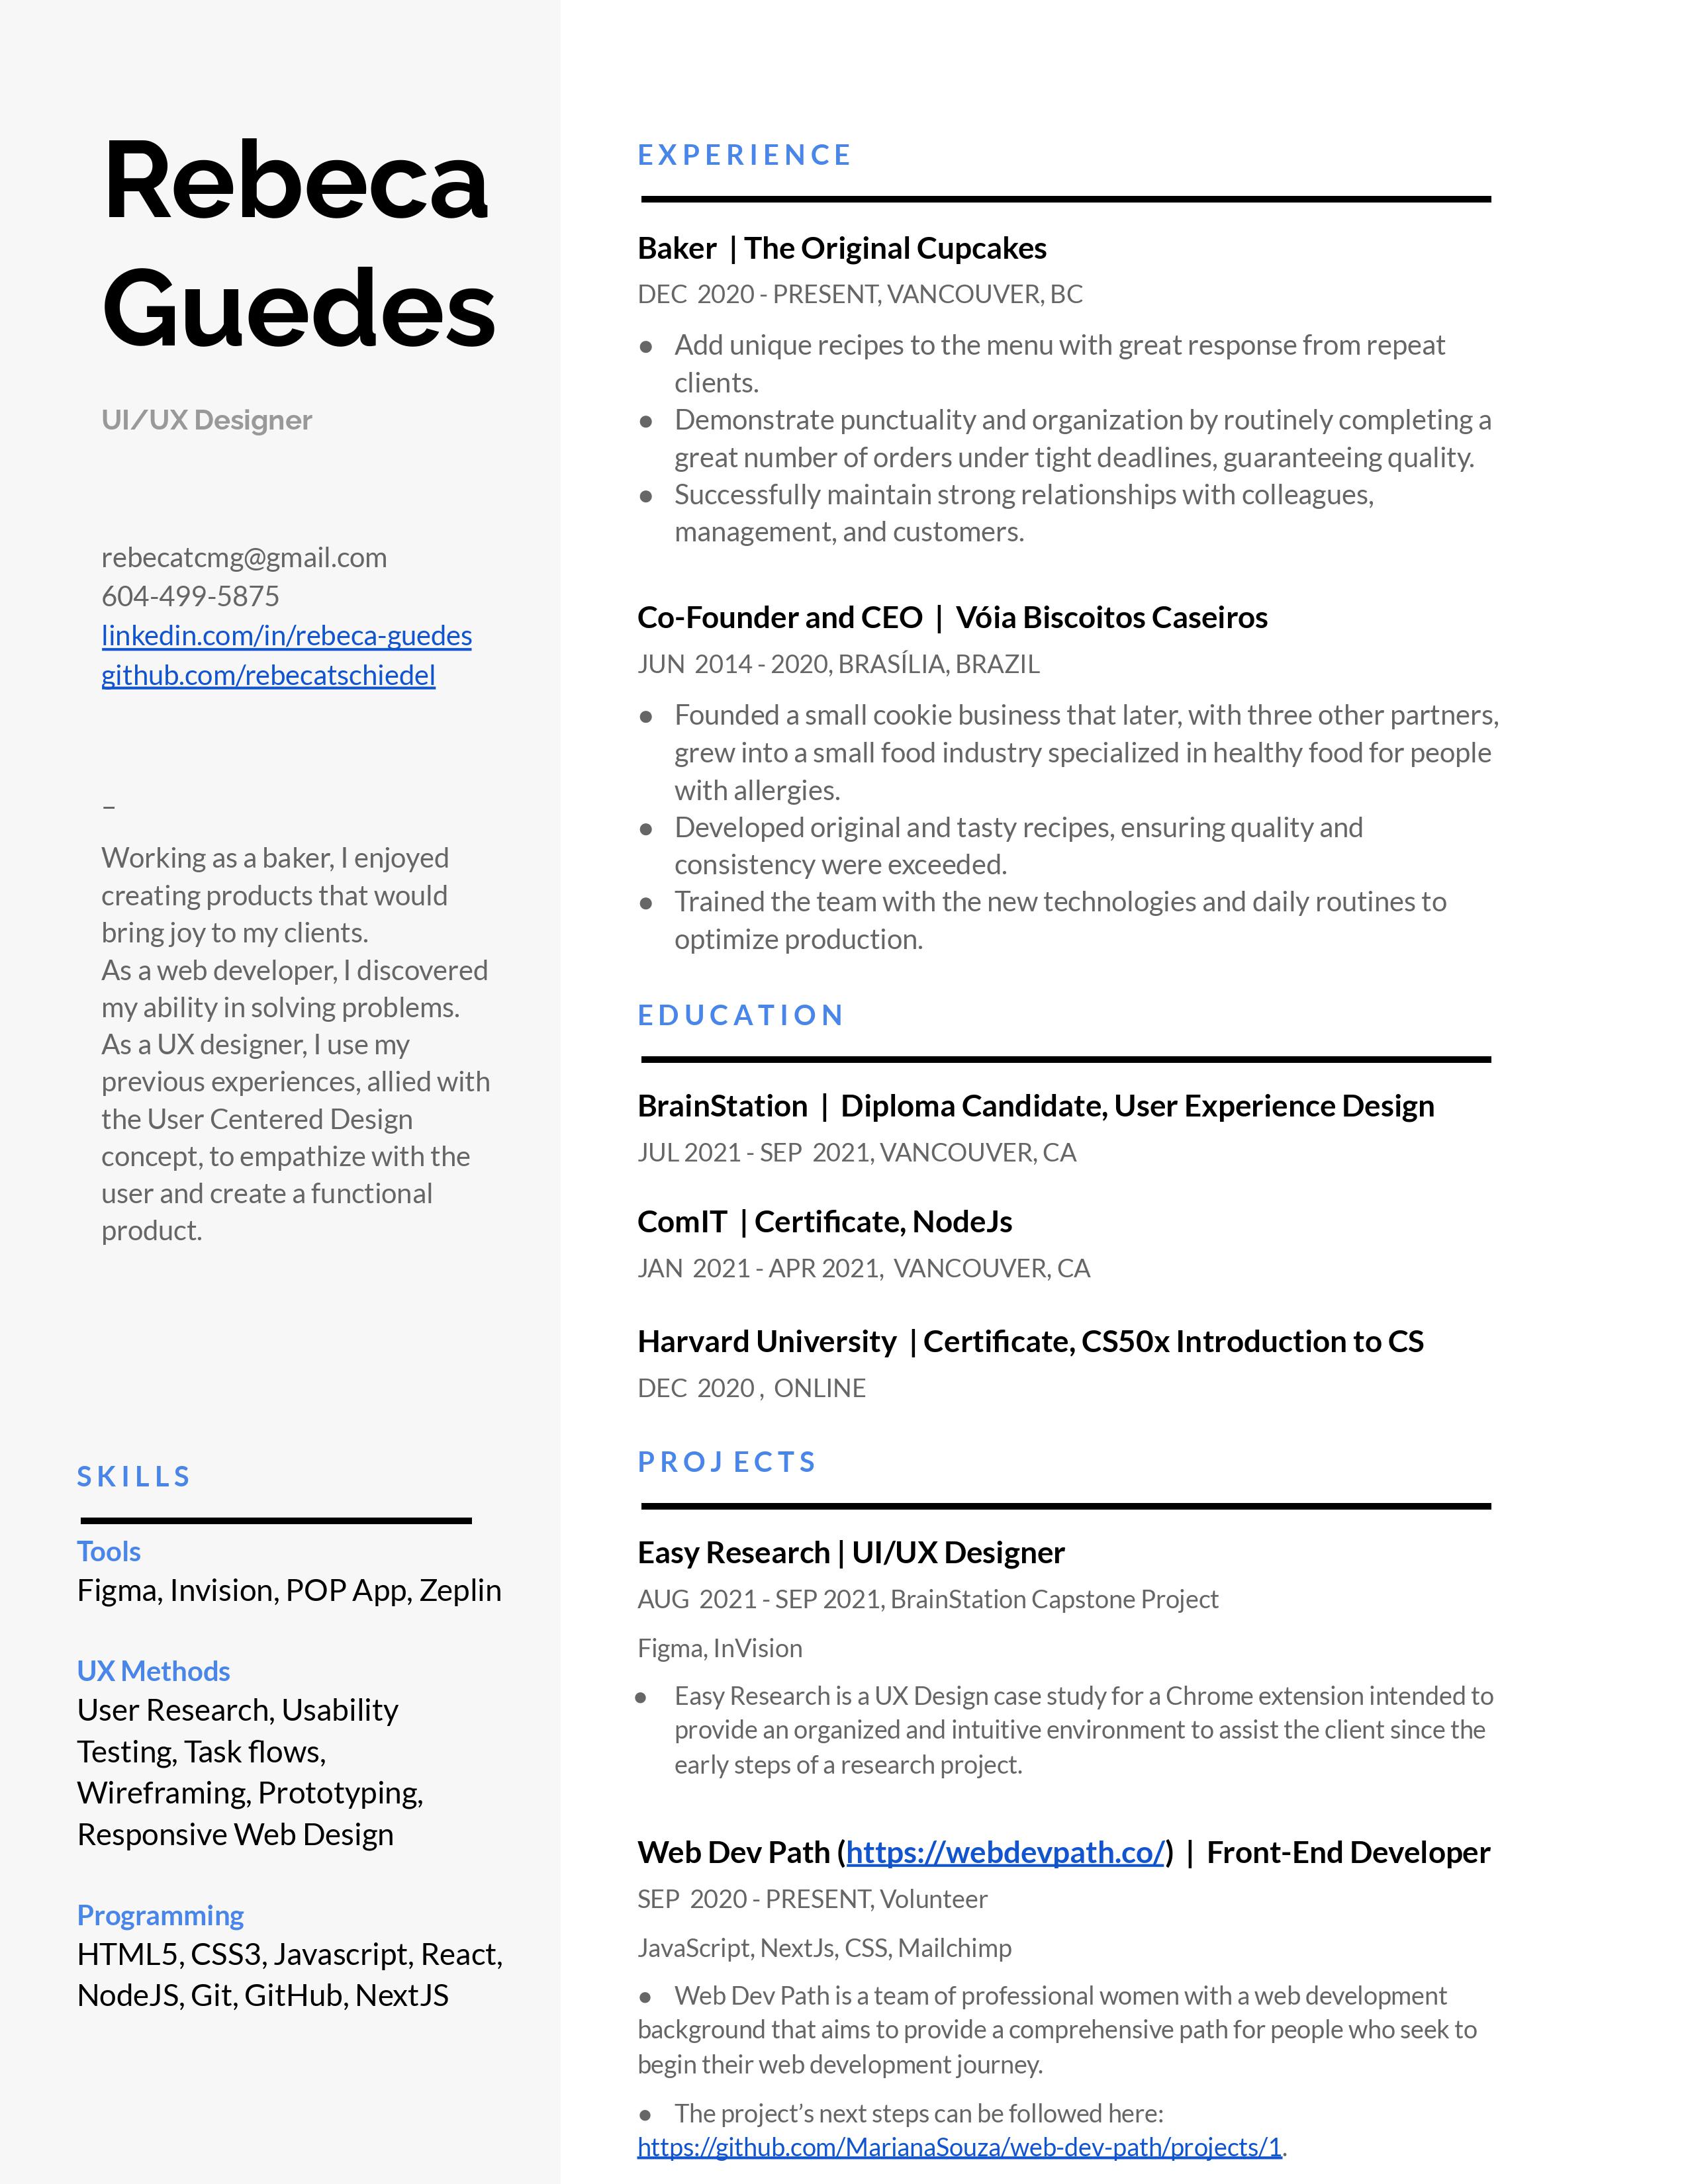 Rebeca
Guedes
UI/UX Designer
rebecatcmg@gmail.com
604-499-5875
linkedin.com/in/rebeca-guedes
github.com/rebecatschiedel
–
Working as a baker, I enjoyed
creating products that would
bring joy to my clients.
As a web developer, I discovered
my ability in solving problems.
As a UX designer, I use my
previous experiences, allied with
the User Centered Design
concept, to empathize with the
user and create a functional
product.
SKILLS
Tools
Figma, Invision, POP App, Zeplin
UX Methods
User Research, Usability
Testing, Task flows,
Wireframing, Prototyping,
Responsive Web Design
Programming
HTML5, CSS3, Javascript, React,
NodeJS, Git, GitHub, NextJS
EXPERIENCE
Baker | The Original Cupcakes
DEC 2020 - PRESENT, VANCOUVER, BC
● Add unique recipes to the menu with great response from repeat
clients.
● Demonstrate punctuality and organization by routinely completing a
great number of orders under tight deadlines, guaranteeing quality.
● Successfully maintain strong relationships with colleagues,
management, and customers.
Co-Founder and CEO | Vóia Biscoitos Caseiros
JUN 2014 - 2020, BRASÍLIA, BRAZIL
● Founded a small cookie business that later, with three other partners,
grew into a small food industry specialized in healthy food for people
with allergies.
● Developed original and tasty recipes, ensuring quality and
consistency were exceeded.
● Trained the team with the new technologies and daily routines to
optimize production.
EDUCATION
BrainStation | Diploma Candidate, User Experience Design
JUL 2021 - SEP 2021, VANCOUVER, CA
ComIT | Certificate, NodeJs
JAN 2021 - APR 2021, VANCOUVER, CA
Harvard University | Certificate, CS50x Introduction to CS
DEC 2020 , ONLINE
PROJECTS
Easy Research | UI/UX Designer
AUG 2021 - SEP 2021, BrainStation Capstone Project
Figma, InVision
● Easy Research is a UX Design case study for a Chrome extension intended to
provide an organized and intuitive environment to assist the client since the
early steps of a research project.
Web Dev Path (https://webdevpath.co/) | Front-End Developer
SEP 2020 - PRESENT, Volunteer
JavaScript, NextJs, CSS, Mailchimp
● Web Dev Path is a team of professional women with a web development
background that aims to provide a comprehensive path for people who seek to
begin their web development journey.
● The project’s next steps can be followed here:
https://github.com/MarianaSouza/web-dev-path/projects/1.